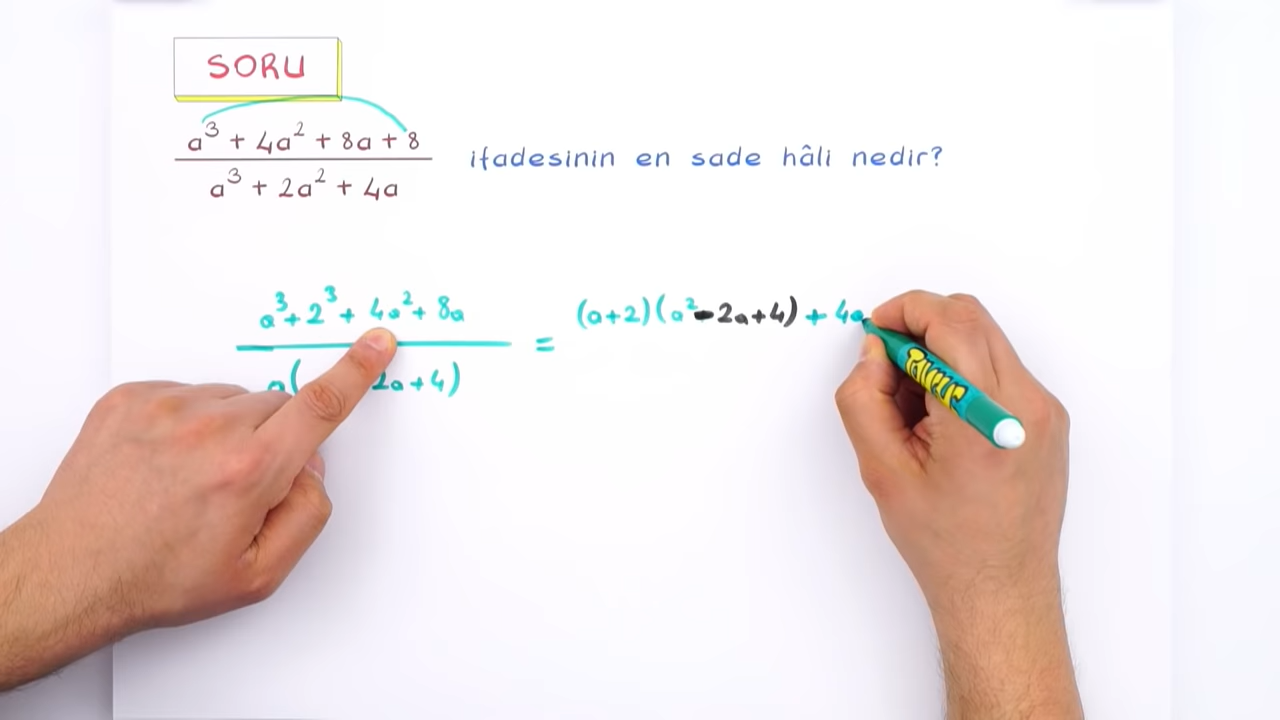 SORU
a³ + 4a² + 8a + 8
a³ + 2a² + 4a
ifadesinin en sade hâli nedir?
a³ + 2³ + 4a² + 8a
a( 2a + 4)
=
(a+2)(a² - 2a + 4) + 4a